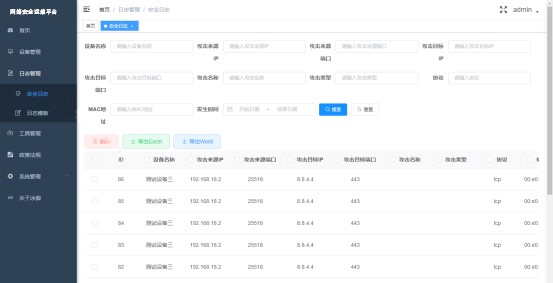 网络安全运维平台
首页 / 日志管理 / 安全日志
admin
首页
安全日志 ×
首页
设备管理
日志管理
安全日志
日志模版
工具管理
政策法规
系统管理
设备名称 请输入设备名称
攻击来源IP 请输入攻击来源IP
攻击来源端口 请输入攻击来源端口
攻击目标IP 请输入攻击目标IP
攻击目标端口 请输入攻击目标端口
攻击名称 请输入攻击名称
攻击类型 请输入攻击类型
协议 请输入协议
MAC地址 请输入MAC地址
发生时间 开始日期 - 结束日期
搜索
重置
导出Excel
导出Word
ID 设备名称 攻击来源IP 攻击来源端口 攻击目标IP 攻击目标端口 攻击名称 攻击类型 协议
86 测试设备三 192.168.18.2 25518 8.8.4.4 443 tcp 00:e0
85 测试设备三 192.168.18.2 25518 8.8.4.4 443 tcp 00:e0
84 测试设备三 192.168.18.2 25518 8.8.4.4 443 tcp 00:e0
83 测试设备三 192.168.18.2 25518 8.8.4.4 443 tcp 00:e0
82 测试设备三 192.168.18.2 25518 8.8.4.4 443 tcp 00:e0